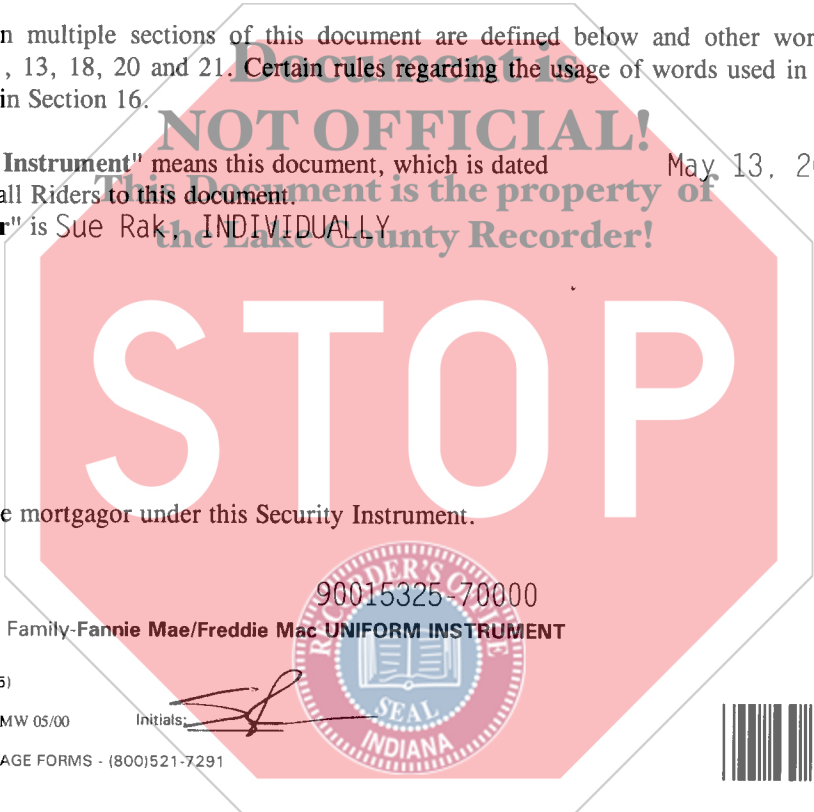 n multiple sections of this document are defined below and other wor
, 13, 18, 20 and 21. Certain rules regarding the usage of words used in
in Section 16.
Document is
NOT OFFICIAL!
This Document is the property of
the Lake County Recorder!
Instrument" means this document, which is dated May 13, 20
all Riders to this document.
r" is Sue Rak, INDIVIDUALLY
STOP
e mortgagor under this Security Instrument.
90015325-70000
Family-Fannie Mae/Freddie Mac UNIFORM INSTRUMENT
RECORDER'S OFFICE
SEAL
INDIANA
5)
MW 05/00 Initials:
AGE FORMS - (800)521-7291